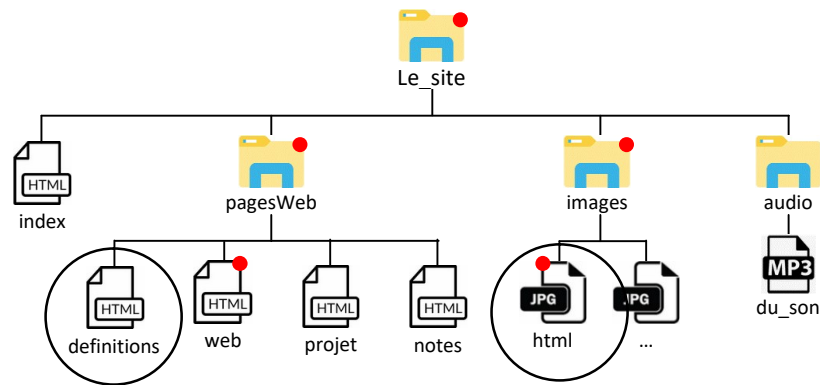 Le_site
HTML
index
pagesWeb
images
audio
HTML
HTML
HTML
HTML
JPG
JPG
MP3
definitions
web
projet
notes
html
...
du_son